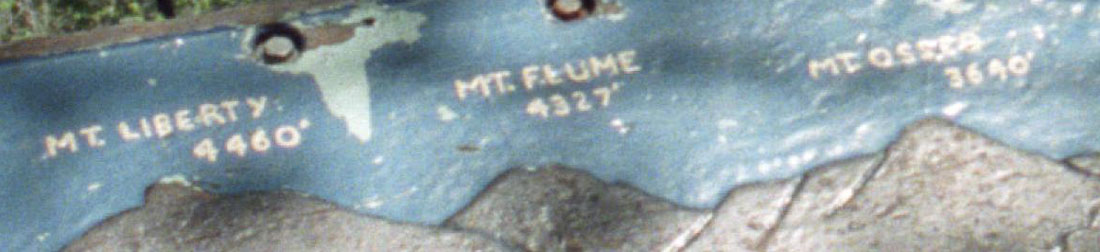 MT. LIBERTY
4460'
MT. FLUME
4327'
MT. OSSEO
3640'